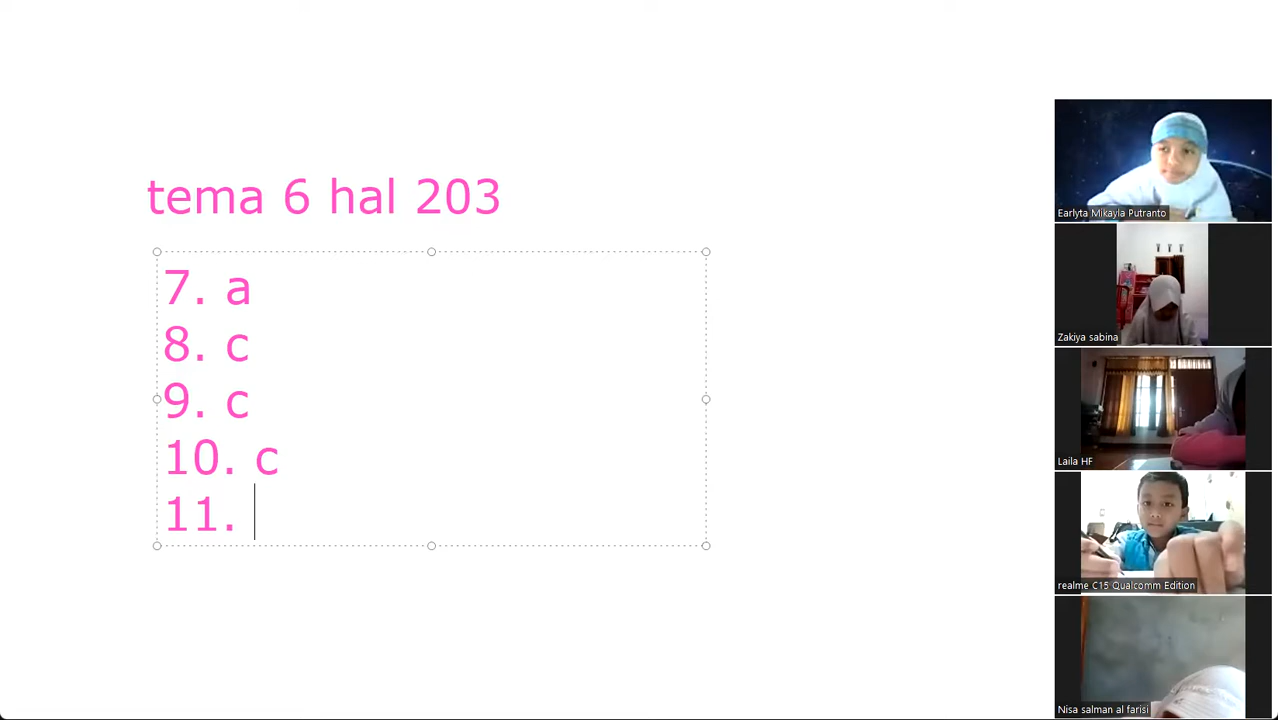 tema 6 hal 203
7. a
8. c
9. c
10. c
11.
Earlyta Mikayla Putranto
Zakiya sabina
Laila HF
realme C15 Qualcomm Edition
Nisa salman al farisi